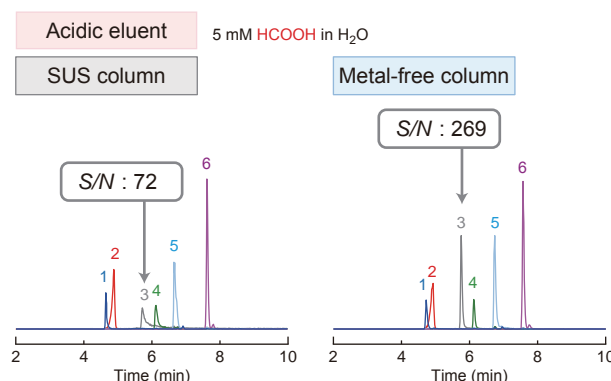 Acidic eluent
5 mM HCOOH in H₂O
SUS column
Metal-free column
S/N : 72
S/N : 269
1
2
3
4
5
6
1
2
3
4
5
6
2 4 6 8 10
Time (min)
2 4 6 8 10
Time (min)